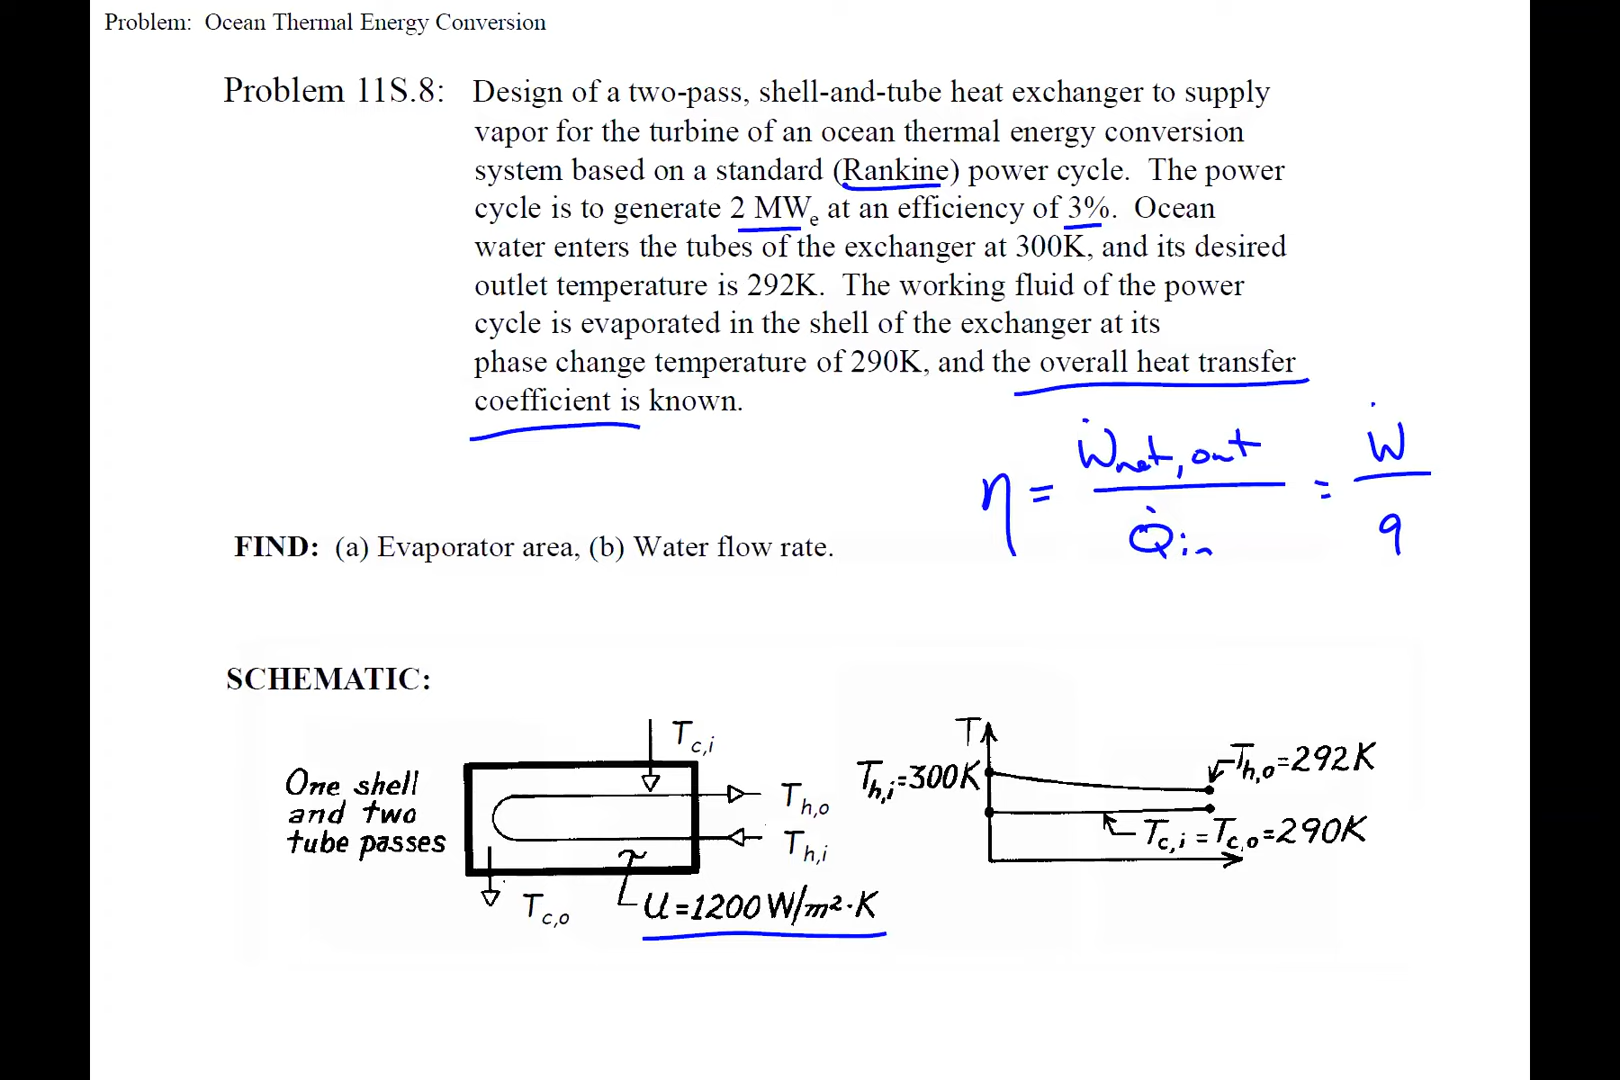 Problem: Ocean Thermal Energy Conversion
Problem 11S.8: Design of a two-pass, shell-and-tube heat exchanger to supply
vapor for the turbine of an ocean thermal energy conversion
system based on a standard (Rankine) power cycle. The power
cycle is to generate 2 MWₑ at an efficiency of 3%. Ocean
water enters the tubes of the exchanger at 300K, and its desired
outlet temperature is 292K. The working fluid of the power
cycle is evaporated in the shell of the exchanger at its
phase change temperature of 290K, and the overall heat transfer
coefficient is known.
η = Ẇnet,out / Q̇in = Ẇ / q
FIND: (a) Evaporator area, (b) Water flow rate.
SCHEMATIC:
One shell
and two
tube passes
Tc,i
Th,o
Th,i
Tc,o
U=1200 W/m²·K
T
Th,i=300K
Th,o=292K
Tc,i=Tc,o=290K